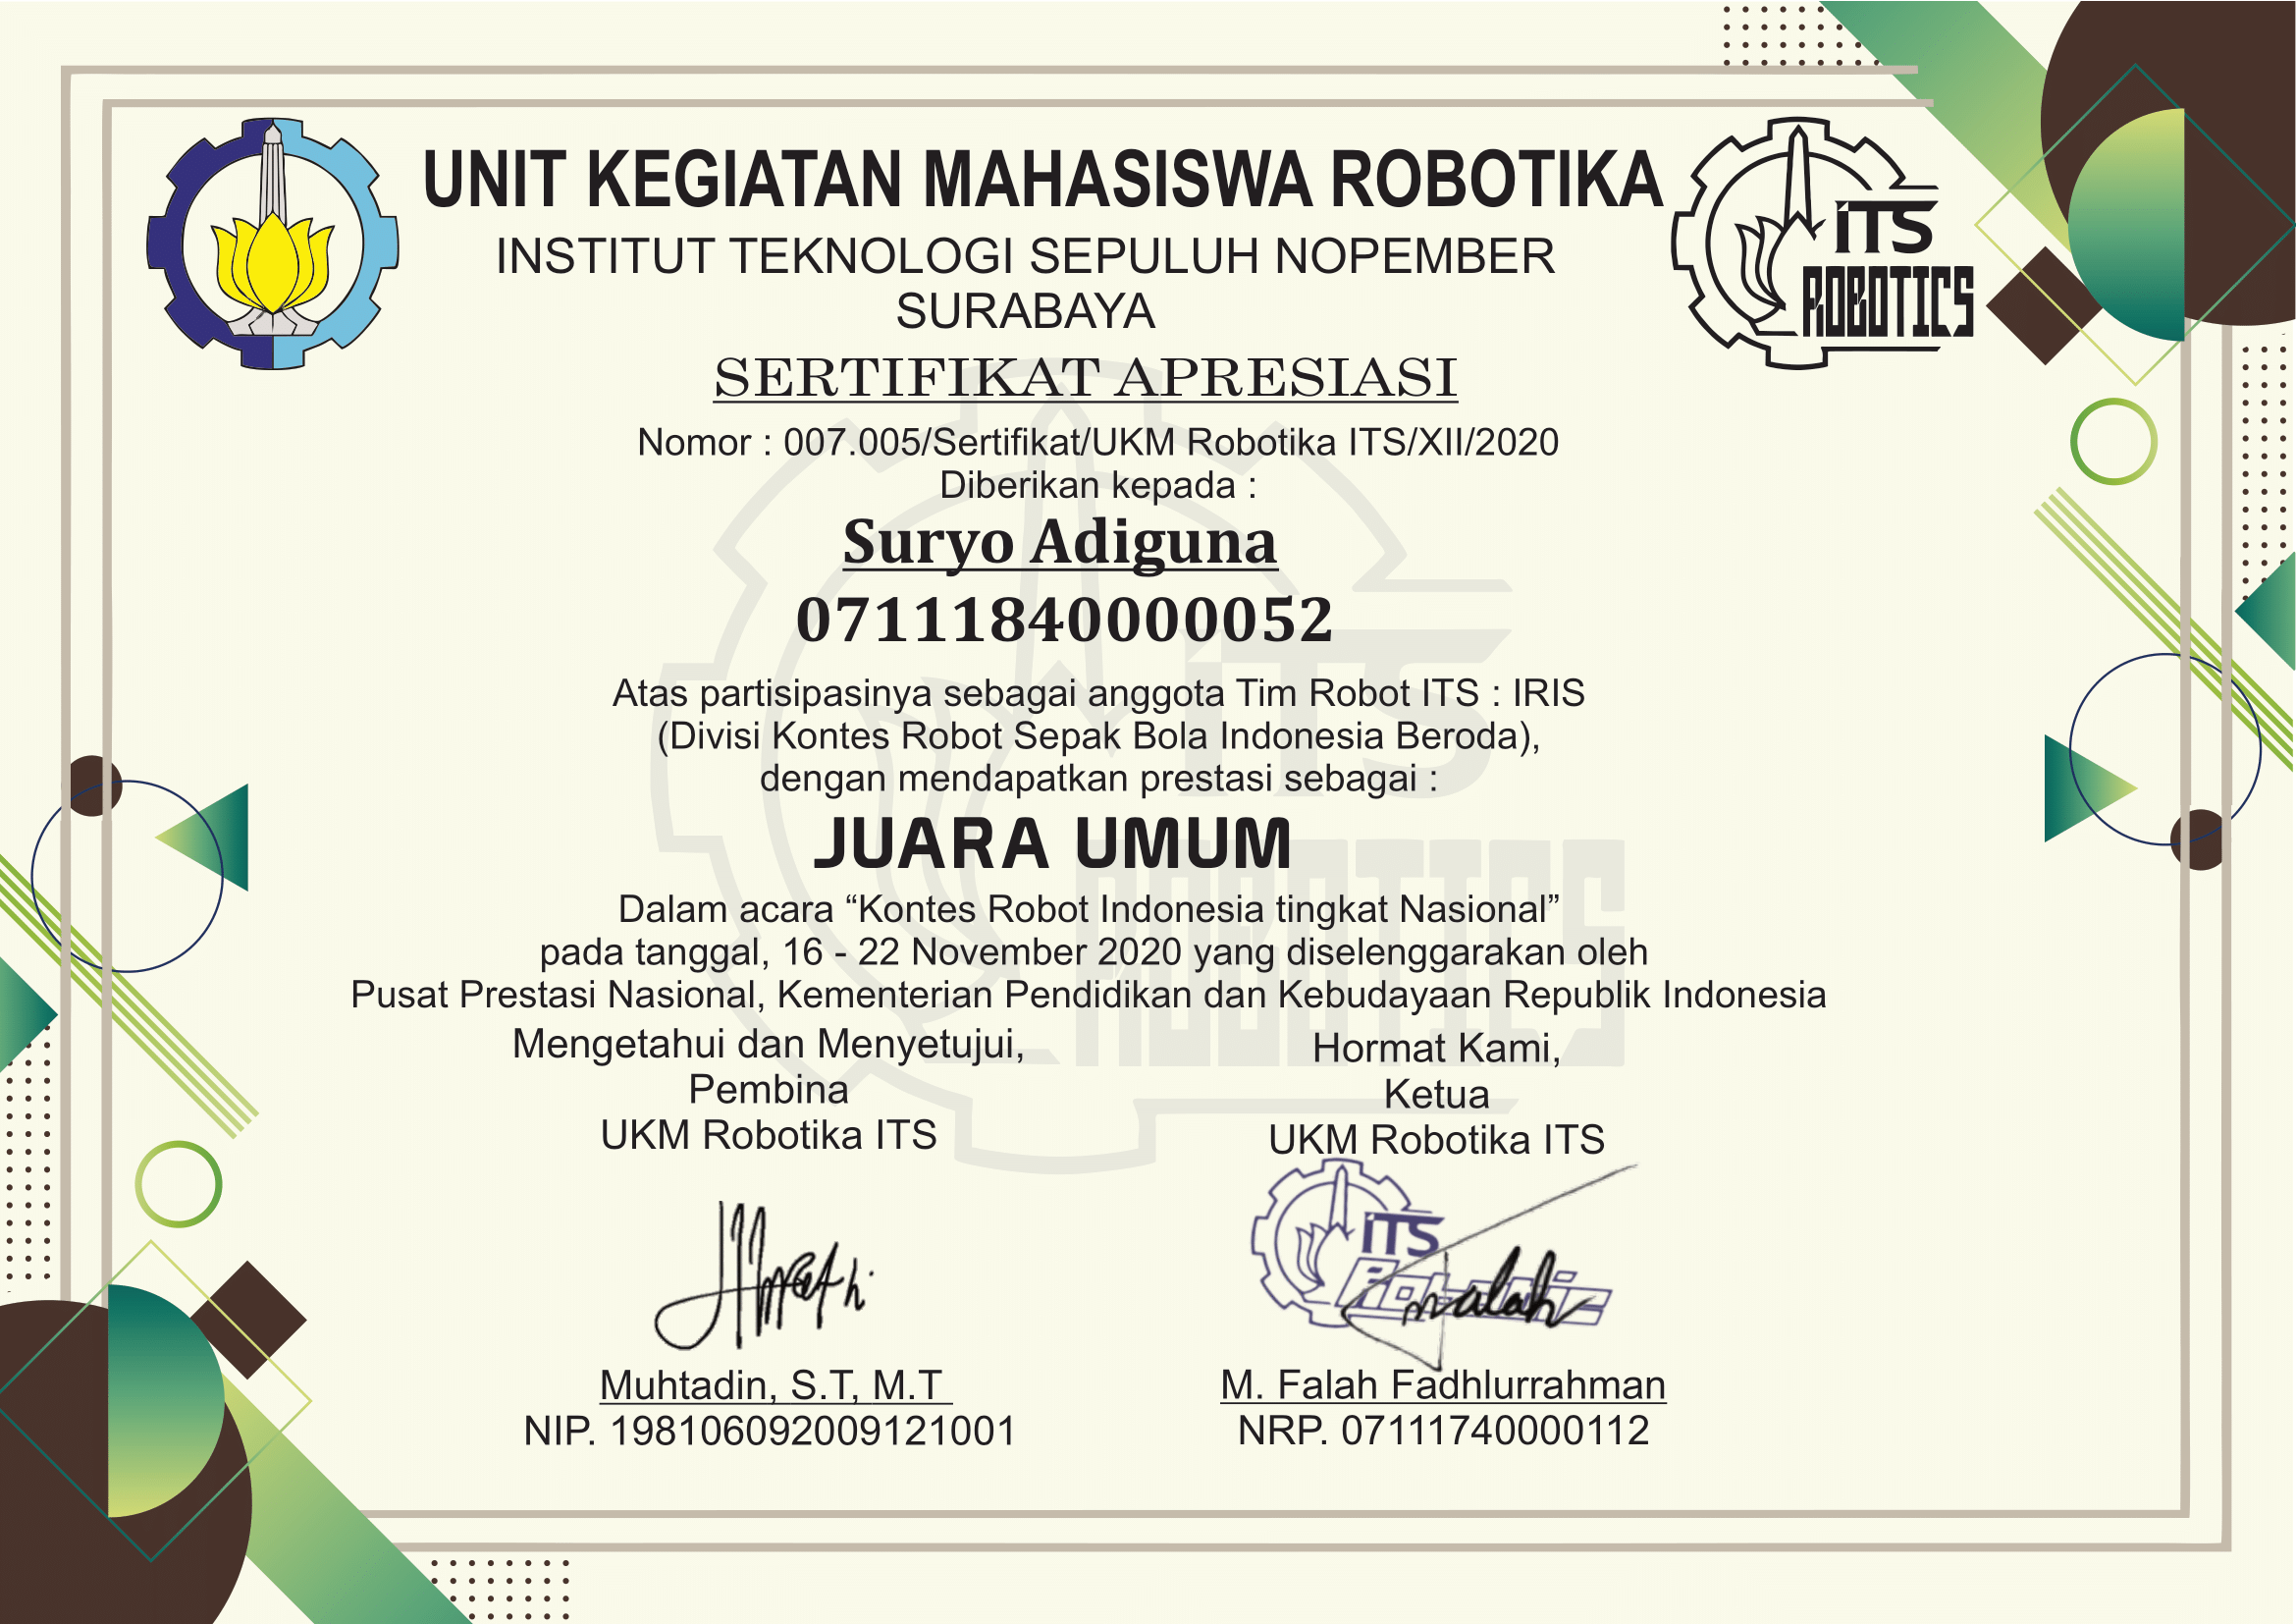 UNIT KEGIATAN MAHASISWA ROBOTIKA
INSTITUT TEKNOLOGI SEPULUH NOPEMBER
SURABAYA
iTS
ROBOTICS
SERTIFIKAT APRESIASI
Nomor : 007.005/Sertifikat/UKM Robotika ITS/XII/2020
Diberikan kepada :
Suryo Adiguna
07111840000052
Atas partisipasinya sebagai anggota Tim Robot ITS : IRIS
(Divisi Kontes Robot Sepak Bola Indonesia Beroda),
dengan mendapatkan prestasi sebagai :
JUARA UMUM
Dalam acara “Kontes Robot Indonesia tingkat Nasional”
pada tanggal, 16 - 22 November 2020 yang diselenggarakan oleh
Pusat Prestasi Nasional, Kementerian Pendidikan dan Kebudayaan Republik Indonesia
Mengetahui dan Menyetujui,
Pembina
UKM Robotika ITS
Muhtadin, S.T, M.T
NIP. 198106092009121001
Hormat Kami,
Ketua
UKM Robotika ITS
iTS
M. Falah Fadhlurrahman
NRP. 07111740000112
iTS
ROBOTICS